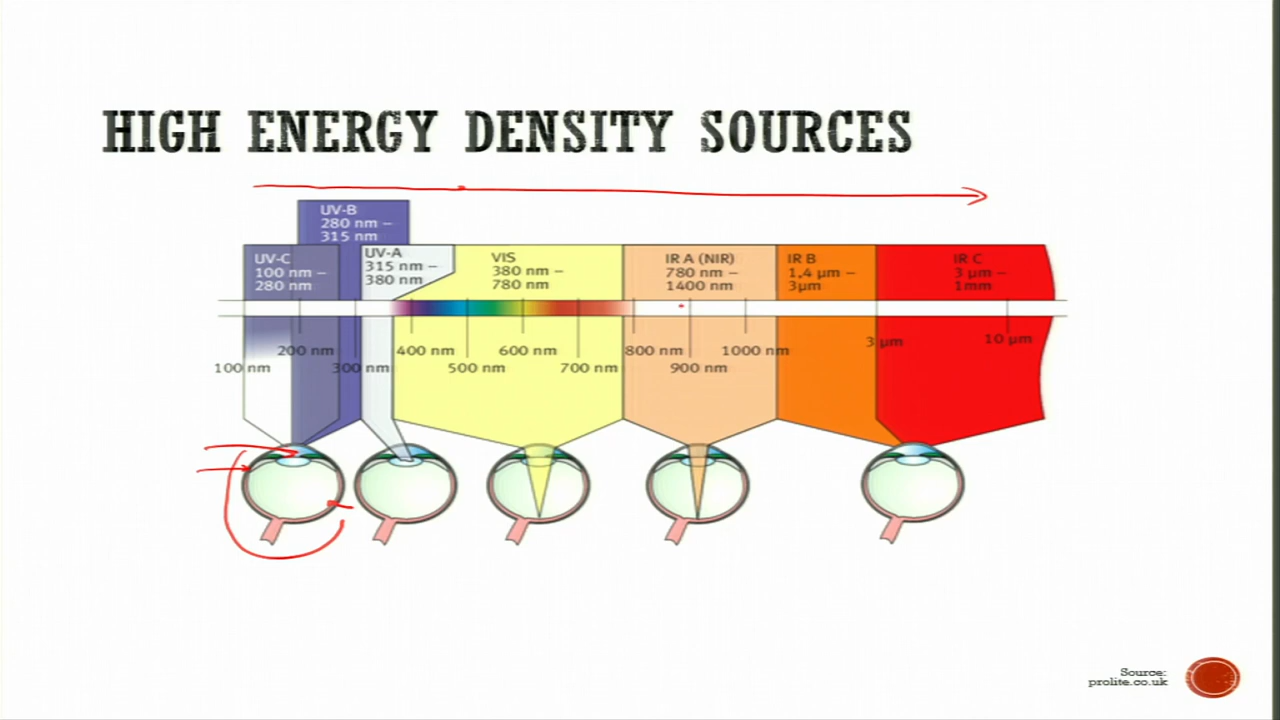 HIGH ENERGY DENSITY SOURCES
UV-B
280 nm –
315 nm
UV-C
100 nm –
280 nm
UV-A
315 nm –
380 nm
VIS
380 nm –
780 nm
IR A (NIR)
780 nm –
1400 nm
IR B
1,4 µm –
3µm
IR C
3 µm –
1mm
200 nm
400 nm
600 nm
800 nm
1000 nm
3 µm
10 µm
100 nm
300 nm
500 nm
700 nm
900 nm
Source:
prolite.co.uk